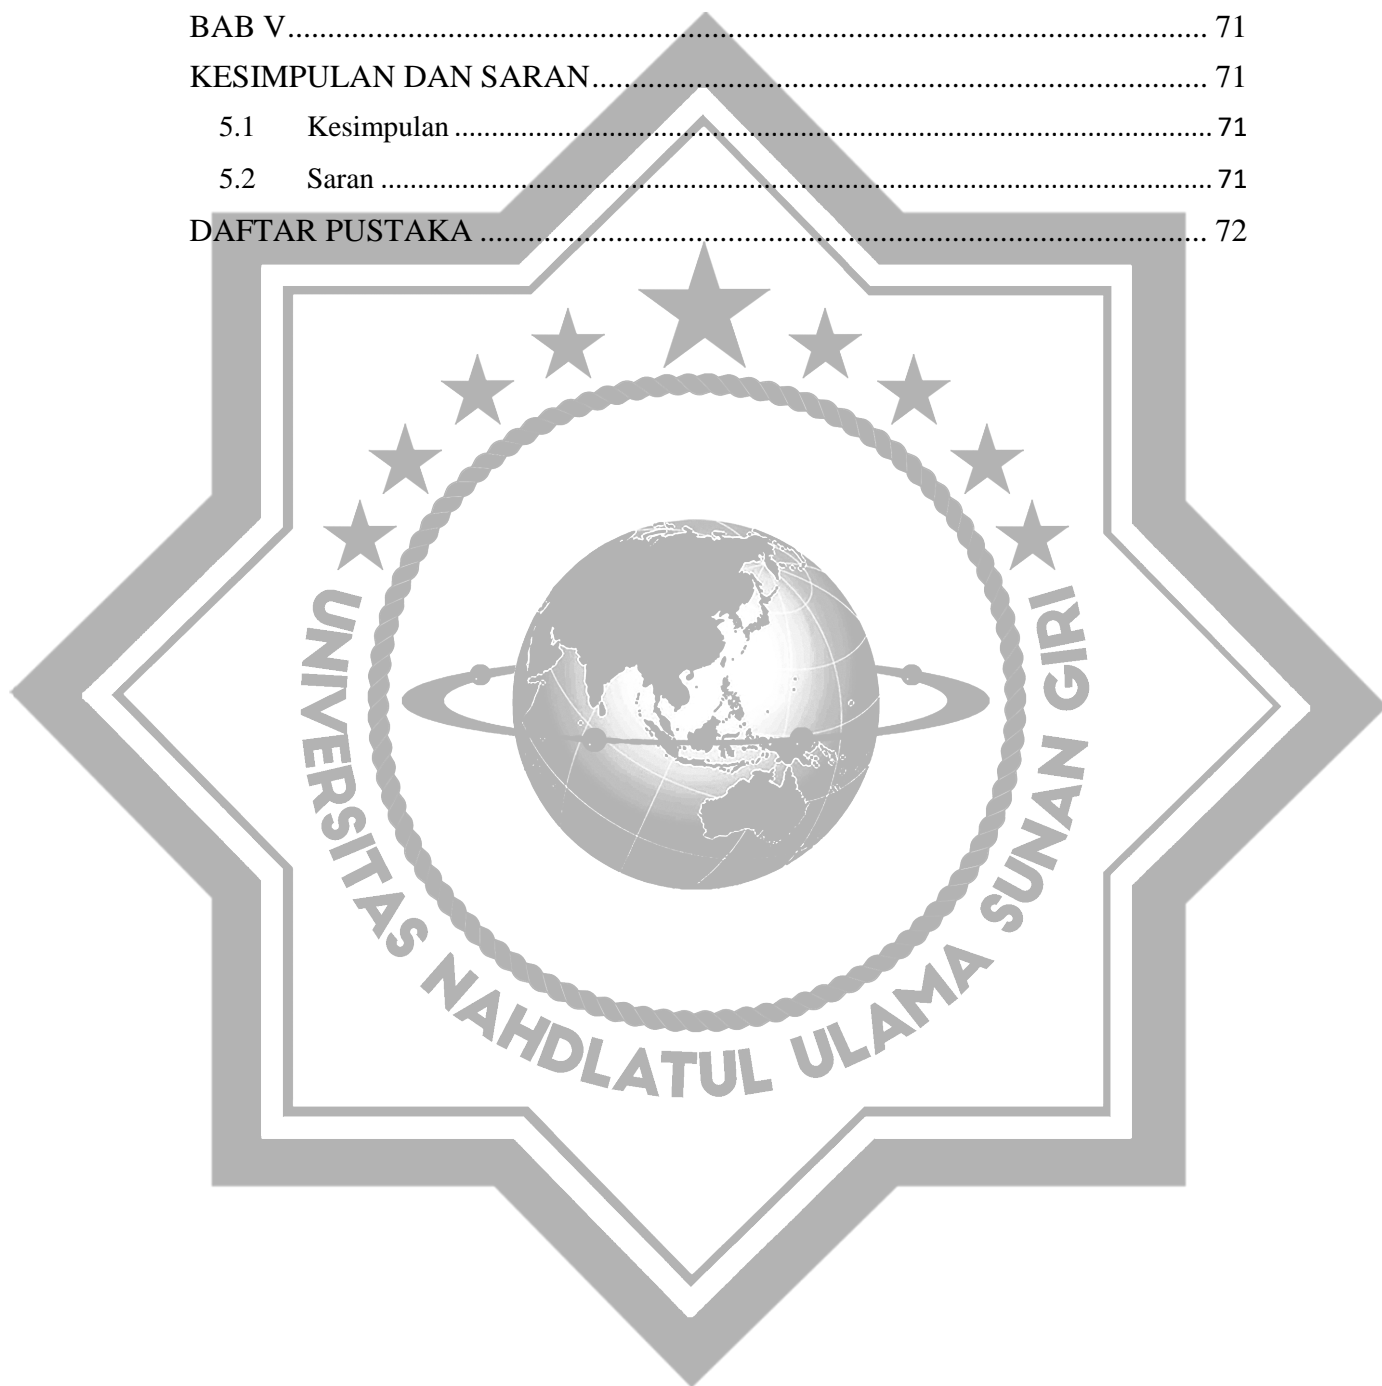 BAB V........................................................................................................................ 71
KESIMPULAN DAN SARAN.............................................................................. 71
5.1 Kesimpulan ...................................................................................................... 71
5.2 Saran ................................................................................................................ 71
DAFTAR PUSTAKA ............................................................................................ 72
UNIVERSITAS NAHDLATUL ULAMA SUNAN GIRI